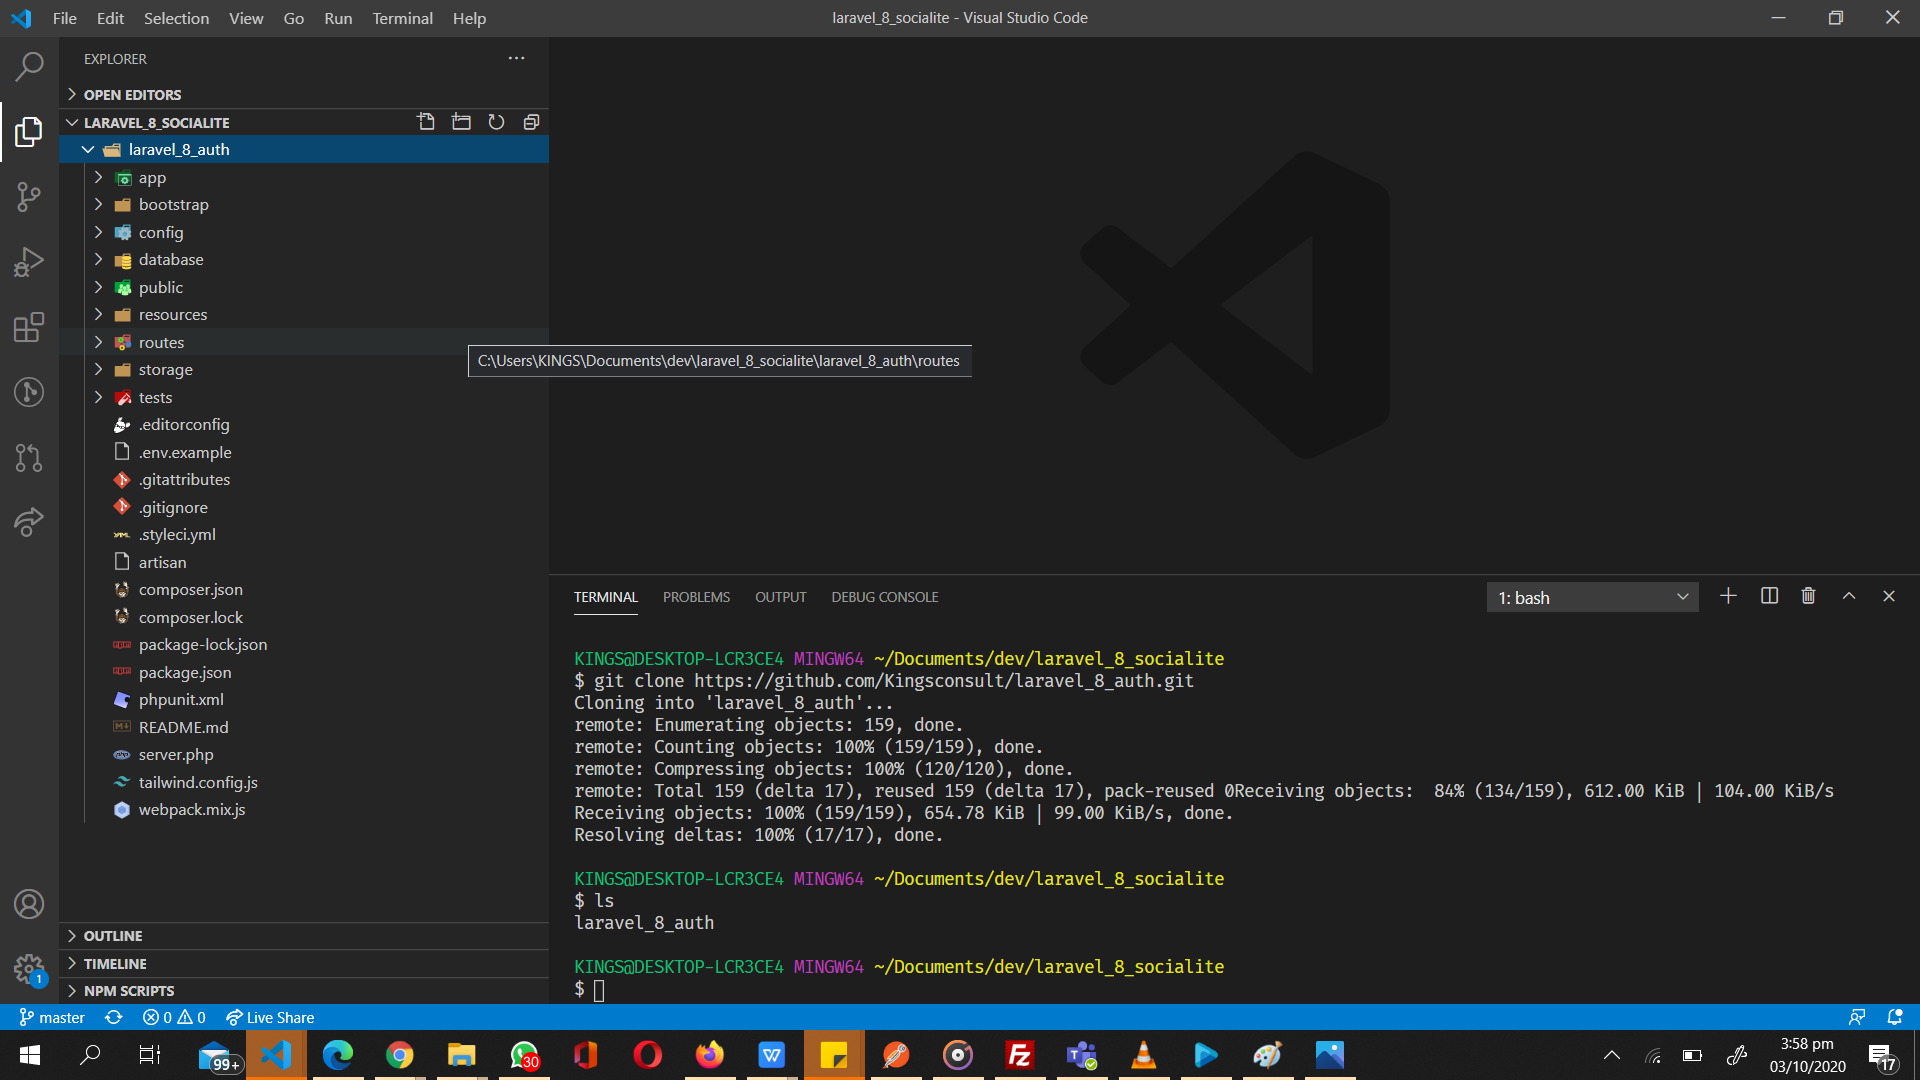 File Edit Selection View Go Run Terminal Help
laravel_8_socialite - Visual Studio Code
EXPLORER
OPEN EDITORS
LARAVEL_8_SOCIALITE
laravel_8_auth
app
bootstrap
config
database
public
resources
routes
C:\Users\KINGS\Documents\dev\laravel_8_socialite\laravel_8_auth\routes
storage
tests
.editorconfig
.env.example
.gitattributes
.gitignore
.styleci.yml
artisan
composer.json
composer.lock
package-lock.json
package.json
phpunit.xml
README.md
server.php
tailwind.config.js
webpack.mix.js
OUTLINE
TIMELINE
NPM SCRIPTS
1
TERMINAL PROBLEMS OUTPUT DEBUG CONSOLE
1: bash
KINGS@DESKTOP-LCR3CE4 MINGW64 ~/Documents/dev/laravel_8_socialite
$ git clone https://github.com/Kingsconsult/laravel_8_auth.git
Cloning into 'laravel_8_auth'...
remote: Enumerating objects: 159, done.
remote: Counting objects: 100% (159/159), done.
remote: Compressing objects: 100% (120/120), done.
remote: Total 159 (delta 17), reused 159 (delta 17), pack-reused 0Receiving objects:  84% (134/159), 612.00 KiB | 104.00 KiB/s
Receiving objects: 100% (159/159), 654.78 KiB | 99.00 KiB/s, done.
Resolving deltas: 100% (17/17), done.
KINGS@DESKTOP-LCR3CE4 MINGW64 ~/Documents/dev/laravel_8_socialite
$ ls
laravel_8_auth
KINGS@DESKTOP-LCR3CE4 MINGW64 ~/Documents/dev/laravel_8_socialite
$
master 0 0 Live Share
99+
30
3:58 pm
03/10/2020
17